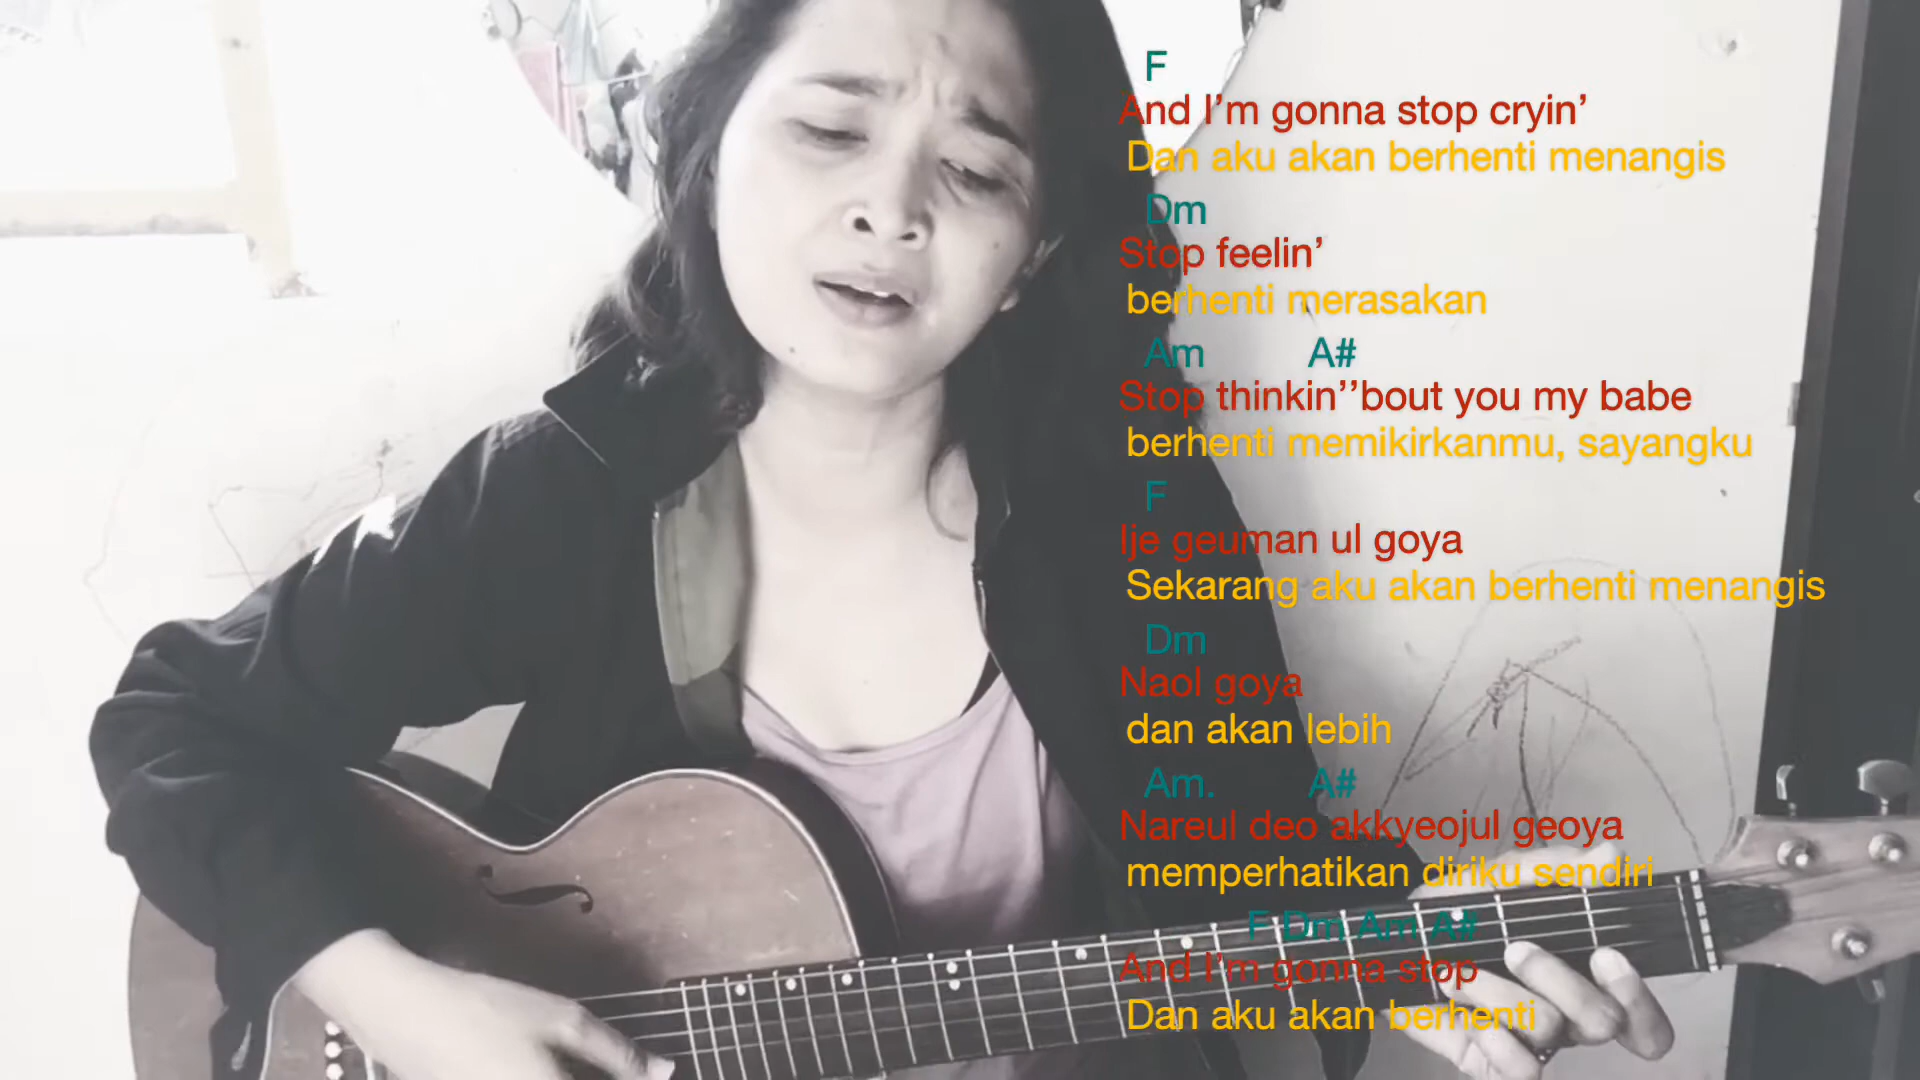 F
And I’m gonna stop cryin’
Dan aku akan berhenti menangis
Dm
Stop feelin’
berhenti merasakan
Am A#
Stop thinkin’’bout you my babe
berhenti memikirkanmu, sayangku
F
Ije geuman ul goya
Sekarang aku akan berhenti menangis
Dm
Naol goya
dan akan lebih
Am. A#
Nareul deo akkyeojul geoya
memperhatikan diriku sendiri
F Dm Am A#
And I’m gonna stop
Dan aku akan berhenti